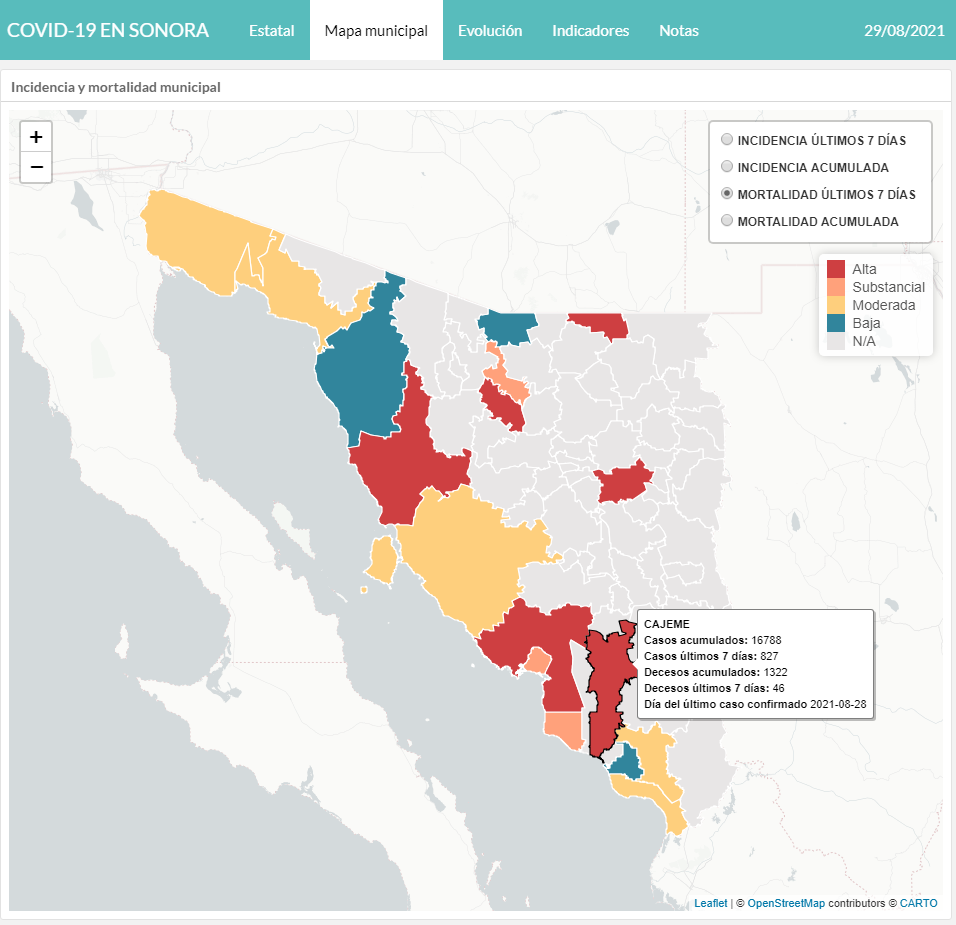 COVID-19 EN SONORA
Estatal
Mapa municipal
Evolución
Indicadores
Notas
29/08/2021
Incidencia y mortalidad municipal
+
−
INCIDENCIA ÚLTIMOS 7 DÍAS
INCIDENCIA ACUMULADA
MORTALIDAD ÚLTIMOS 7 DÍAS
MORTALIDAD ACUMULADA
Alta
Substancial
Moderada
Baja
N/A
CAJEME
Casos acumulados: 16788
Casos últimos 7 días: 827
Decesos acumulados: 1322
Decesos últimos 7 días: 46
Día del último caso confirmado 2021-08-28
Leaflet | © OpenStreetMap contributors © CARTO